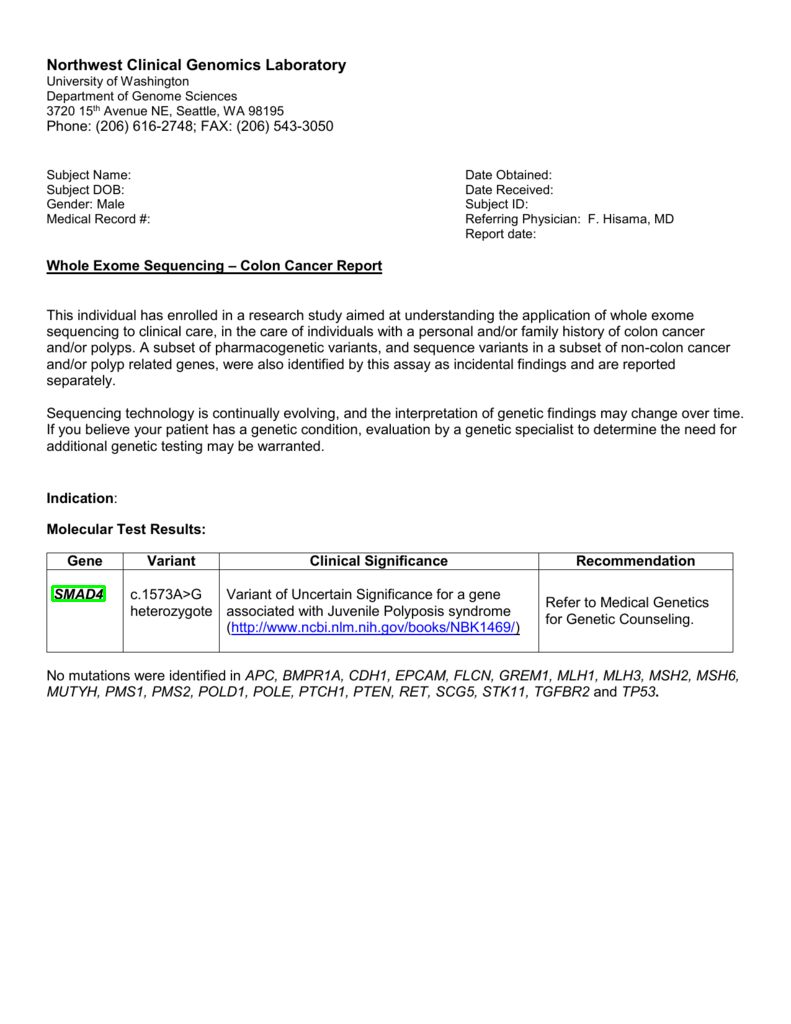 Northwest Clinical Genomics Laboratory
University of Washington
Department of Genome Sciences
3720 15th Avenue NE, Seattle, WA 98195
Phone: (206) 616-2748; FAX: (206) 543-3050
Subject Name:
Subject DOB:
Gender: Male
Medical Record #:
Date Obtained:
Date Received:
Subject ID:
Referring Physician: F. Hisama, MD
Report date:
Whole Exome Sequencing – Colon Cancer Report
This individual has enrolled in a research study aimed at understanding the application of whole exome
sequencing to clinical care, in the care of individuals with a personal and/or family history of colon cancer
and/or polyps. A subset of pharmacogenetic variants, and sequence variants in a subset of non-colon cancer
and/or polyp related genes, were also identified by this assay as incidental findings and are reported
separately.
Sequencing technology is continually evolving, and the interpretation of genetic findings may change over time.
If you believe your patient has a genetic condition, evaluation by a genetic specialist to determine the need for
additional genetic testing may be warranted.
Indication:
Molecular Test Results:
Gene Variant Clinical Significance Recommendation
SMAD4
c.1573A>G
heterozygote
Variant of Uncertain Significance for a gene
associated with Juvenile Polyposis syndrome
(http://www.ncbi.nlm.nih.gov/books/NBK1469/)
Refer to Medical Genetics
for Genetic Counseling.
No mutations were identified in APC, BMPR1A, CDH1, EPCAM, FLCN, GREM1, MLH1, MLH3, MSH2, MSH6,
MUTYH, PMS1, PMS2, POLD1, POLE, PTCH1, PTEN, RET, SCG5, STK11, TGFBR2 and TP53.